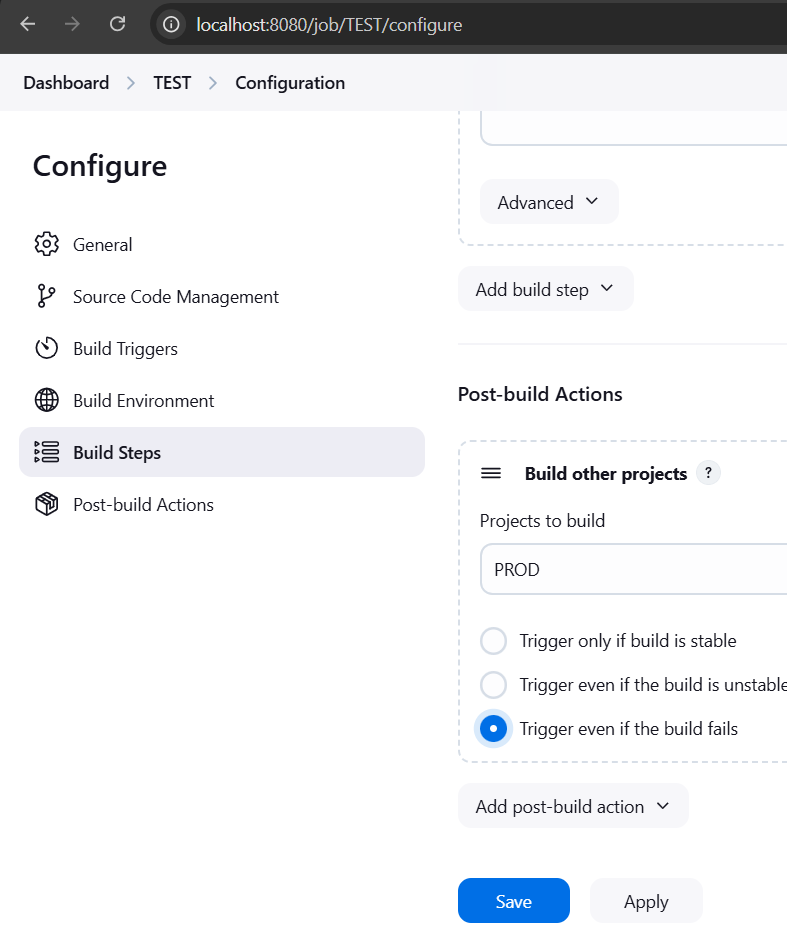 localhost:8080/job/TEST/configure
Dashboard > TEST > Configuration
Configure
General
Source Code Management
Build Triggers
Build Environment
Build Steps
Post-build Actions
Advanced
Add build step
Post-build Actions
Build other projects ?
Projects to build
PROD
Trigger only if build is stable
Trigger even if the build is unstable
Trigger even if the build fails
Add post-build action
Save Apply